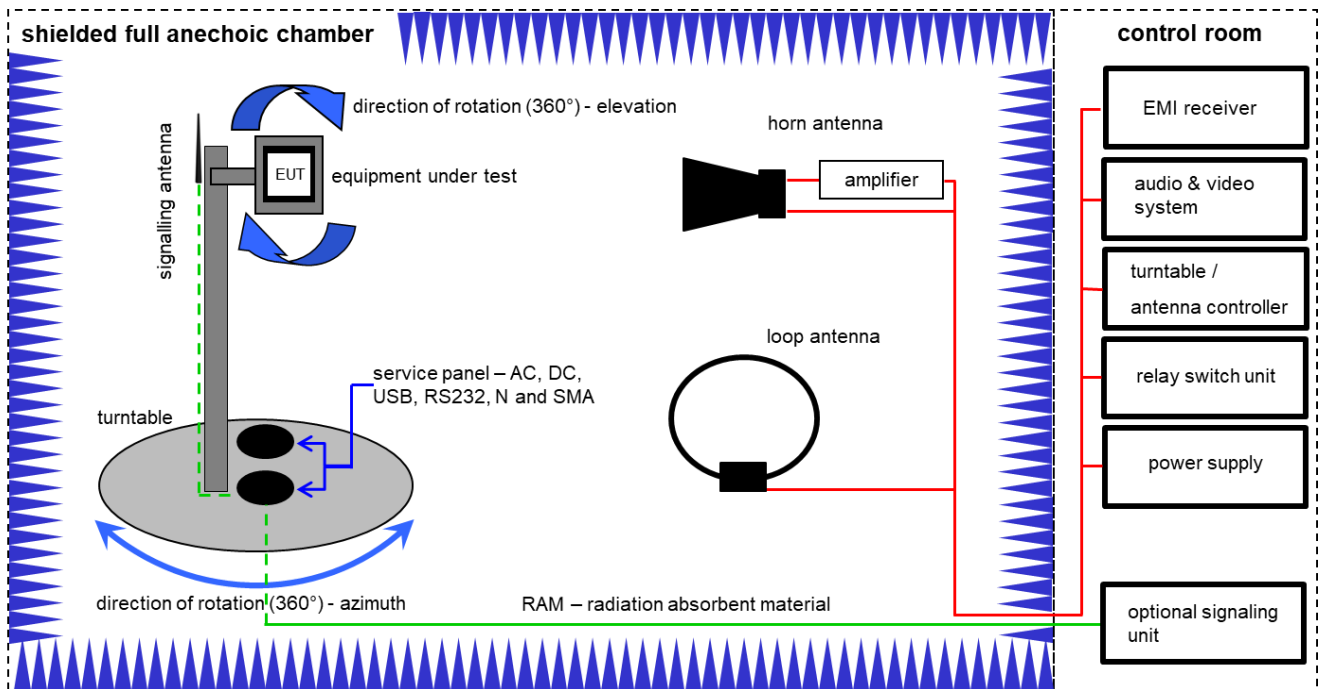 shielded full anechoic chamber
control room
direction of rotation (360°) - elevation
signalling antenna
EUT
equipment under test
horn antenna
amplifier
loop antenna
service panel – AC, DC,
USB, RS232, N and SMA
turntable
direction of rotation (360°) - azimuth
RAM – radiation absorbent material
EMI receiver
audio & video
system
turntable /
antenna controller
relay switch unit
power supply
optional signaling
unit